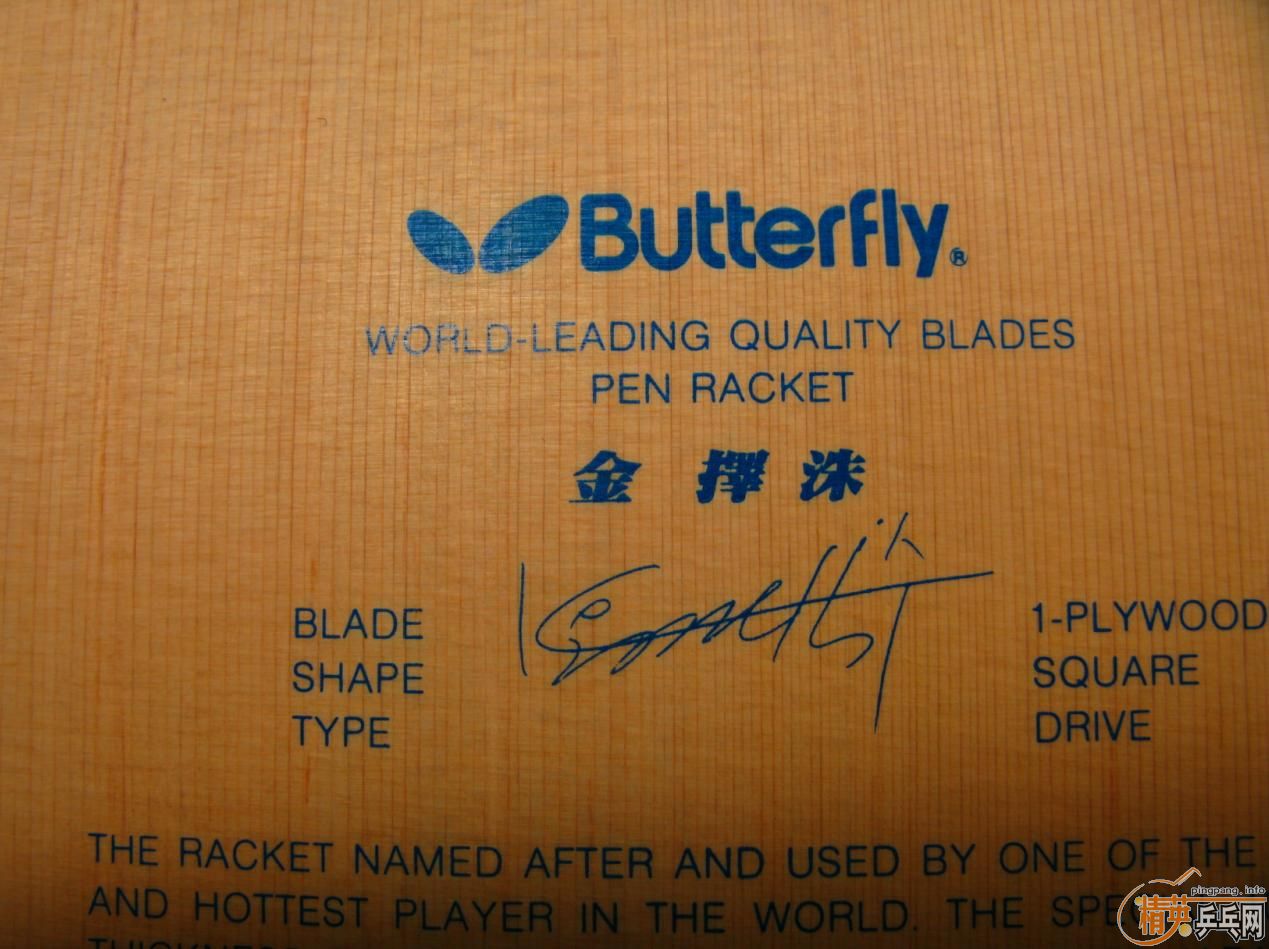 Butterfly®
WORLD-LEADING QUALITY BLADES
PEN RACKET
金擇洙
BLADE 1-PLYWOOD
SHAPE SQUARE
TYPE DRIVE
THE RACKET NAMED AFTER AND USED BY ONE OF THE
AND HOTTEST PLAYER IN THE WORLD. THE
pingpang.info
精英乒乓网